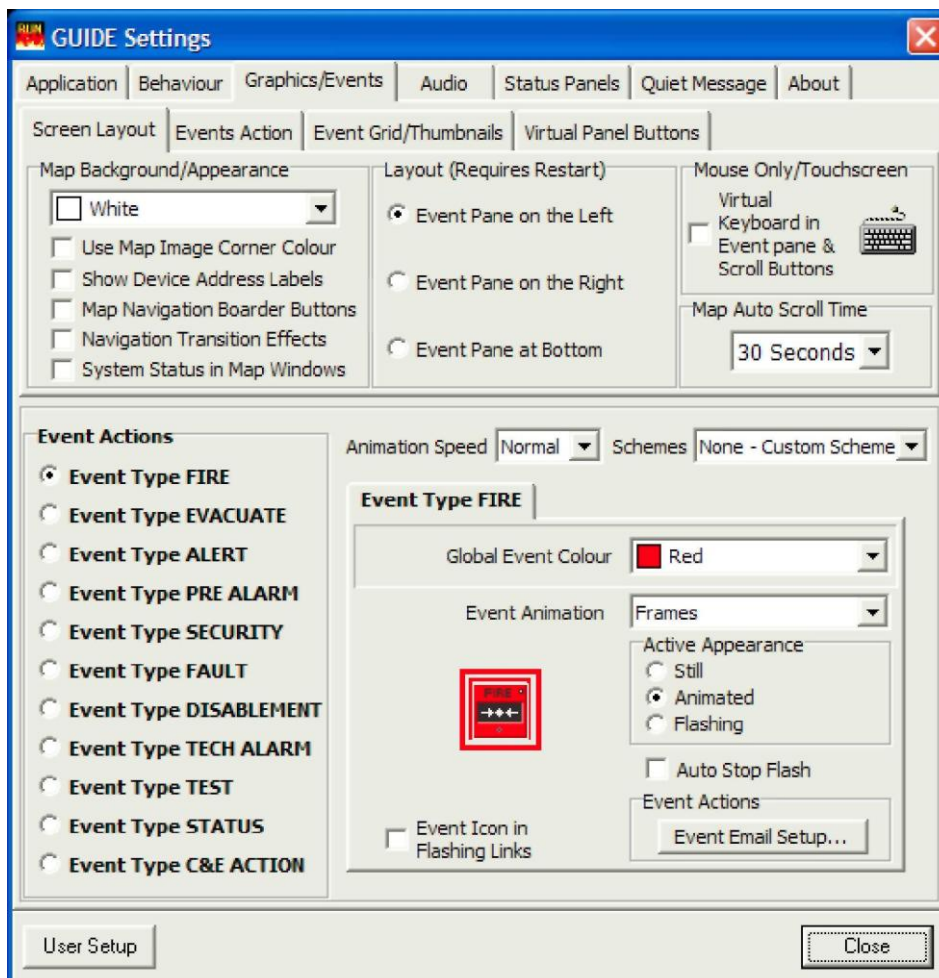 RUN
GUIDE Settings
Application
Behaviour
Graphics/Events
Audio
Status Panels
Quiet Message
About
Screen Layout
Events Action
Event Grid/Thumbnails
Virtual Panel Buttons
Map Background/Appearance
White
Use Map Image Corner Colour
Show Device Address Labels
Map Navigation Boarder Buttons
Navigation Transition Effects
System Status in Map Windows
Layout (Requires Restart)
Event Pane on the Left
Event Pane on the Right
Event Pane at Bottom
Mouse Only/Touchscreen
Virtual
Keyboard in
Event pane &
Scroll Buttons
Map Auto Scroll Time
30 Seconds
Event Actions
Event Type FIRE
Event Type EVACUATE
Event Type ALERT
Event Type PRE ALARM
Event Type SECURITY
Event Type FAULT
Event Type DISABLEMENT
Event Type TECH ALARM
Event Type TEST
Event Type STATUS
Event Type C&E ACTION
Animation Speed
Normal
Schemes
None - Custom Scheme
Event Type FIRE
Global Event Colour
Red
Event Animation
Frames
FIRE
Active Appearance
Still
Animated
Flashing
Auto Stop Flash
Event Icon in
Flashing Links
Event Actions
Event Email Setup...
User Setup
Close